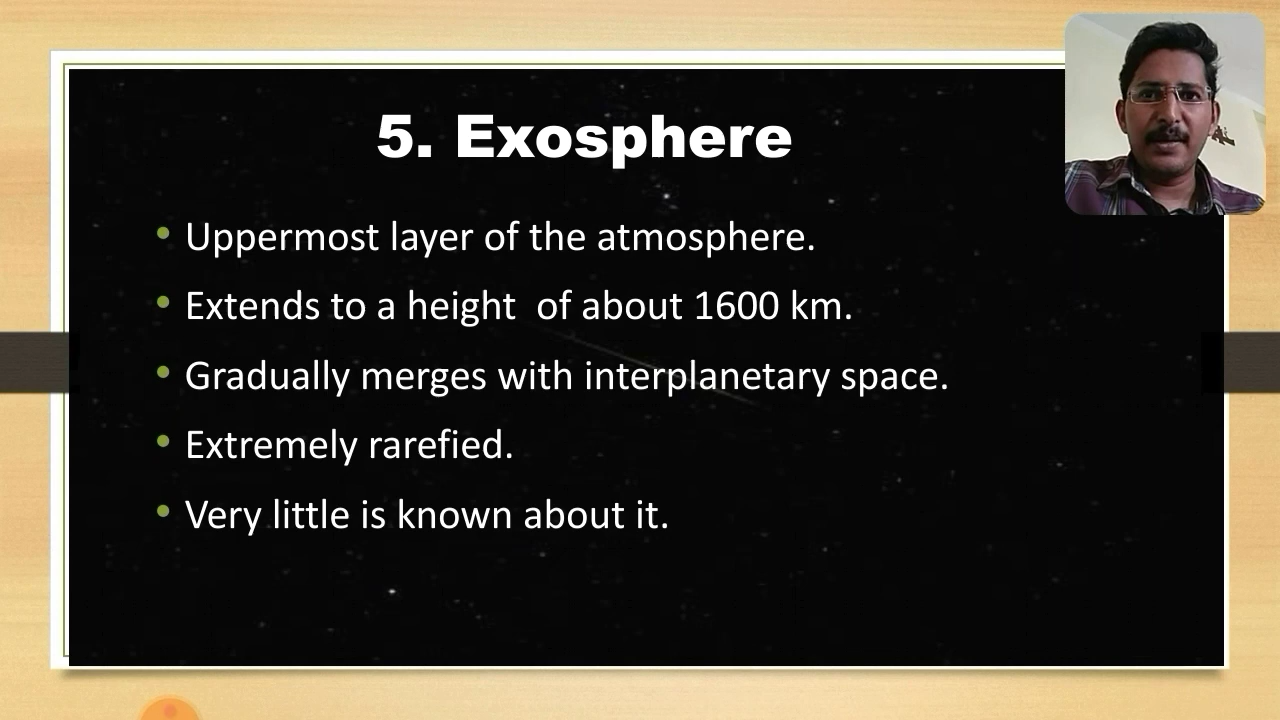 5. Exosphere
• Uppermost layer of the atmosphere.
• Extends to a height  of about 1600 km.
• Gradually merges with interplanetary space.
• Extremely rarefied.
• Very little is known about it.